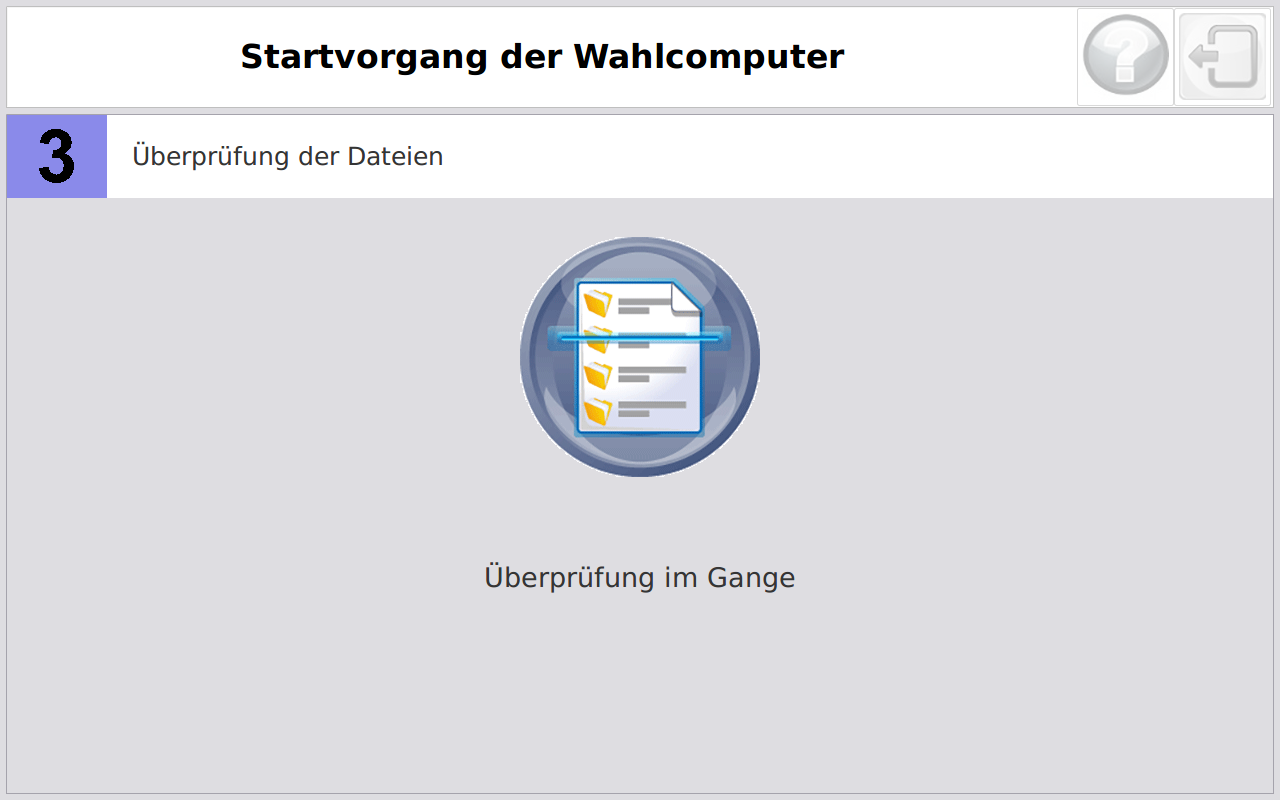 Startvorgang der Wahlcomputer
3
Überprüfung der Dateien
Überprüfung im Gange